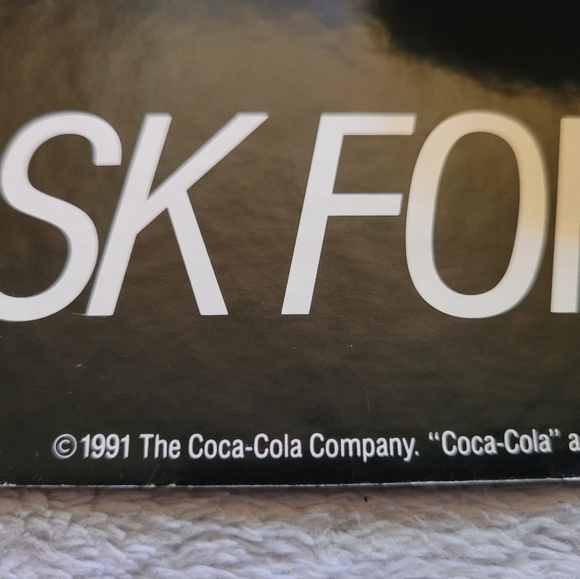 SK FO
©1991 The Coca-Cola Company. “Coca-Cola” a